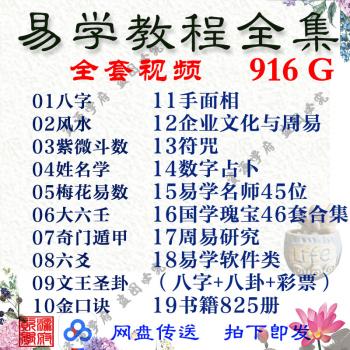 易学教程全集
全套视频 916 G
01八字
02风水
03紫微斗数
04姓名学
05梅花易数
06大六壬
07奇门遁甲
08六爻
09文王圣卦
10金口诀
11手面相
12企业文化与周易
13符咒
14数字占卜
15易学名师45位
16国学瑰宝46套合集
17周易研究
18易学软件类
（八字+八卦+彩票）
19书籍825册
Life
网盘传送 拍下即发